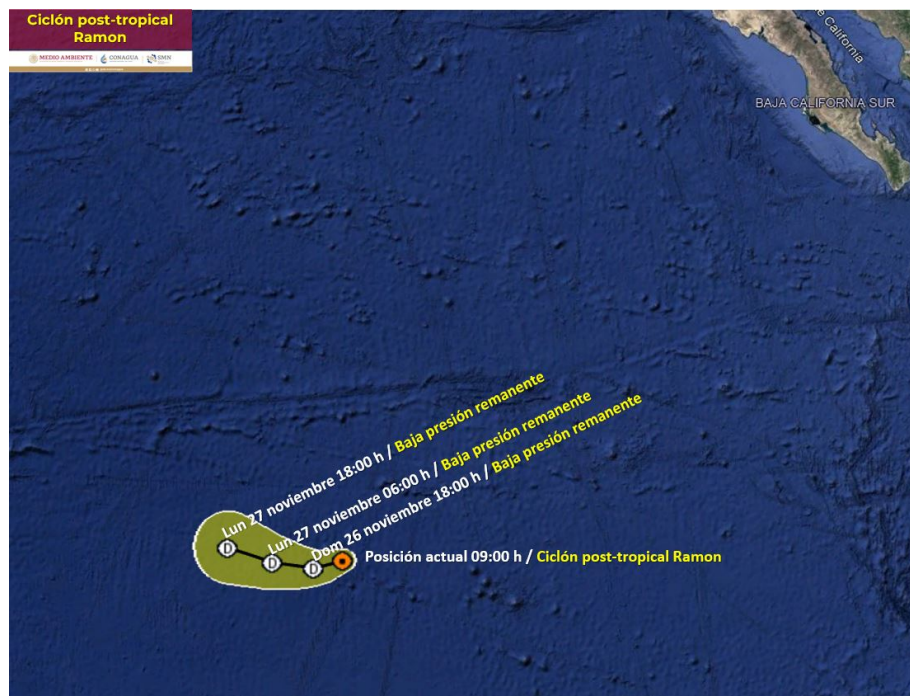 Ciclón post-tropical
Ramon
MEDIO AMBIENTE
CONAGUA
SMN
e California
BAJA CALIFORNIA SUR
Lun 27 noviembre 18:00 h / Baja presión remanente
Lun 27 noviembre 06:00 h / Baja presión remanente
Dom 26 noviembre 18:00 h / Baja presión remanente
D
D
D
Posición actual 09:00 h / Ciclón post-tropical Ramon